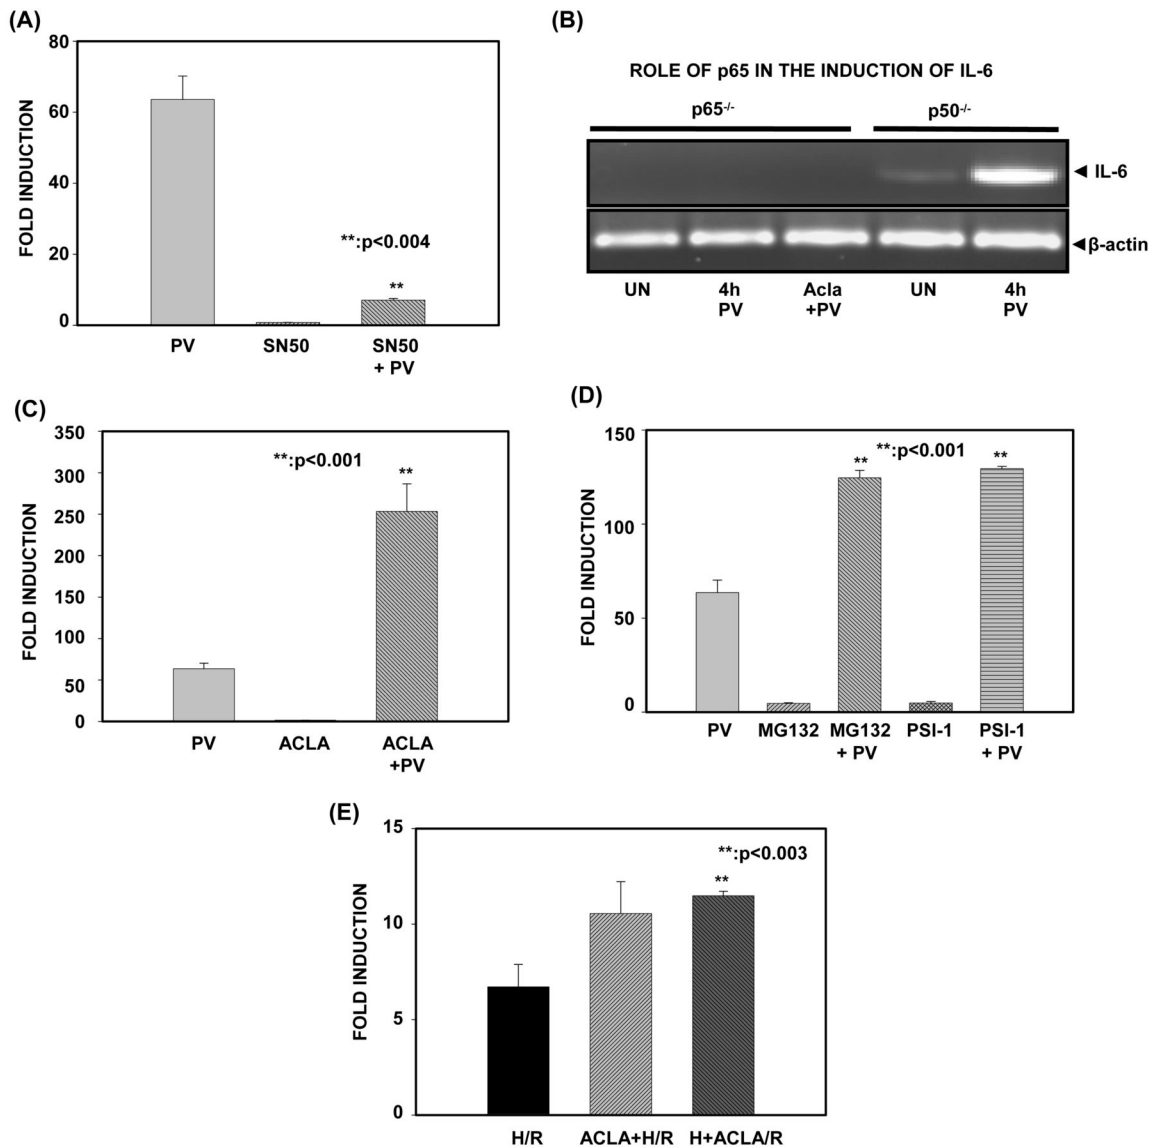 (A)
80
60
40
20
0
FOLD INDUCTION
**:p<0.004
**
PV
SN50
SN50
+ PV
(B)
ROLE OF p65 IN THE INDUCTION OF IL-6
p65-/-
p50-/-
IL-6
β-actin
UN
4h
PV
Acla
+PV
UN
4h
PV
(C)
350
300
250
200
150
100
50
0
FOLD INDUCTION
**:p<0.001
**
PV
ACLA
ACLA
+PV
(D)
150
100
50
0
FOLD INDUCTION
**:p<0.001
**
**
PV
MG132
MG132
+ PV
PSI-1
PSI-1
+ PV
(E)
15
10
5
0
FOLD INDUCTION
**:p<0.003
**
H/R
ACLA+H/R
H+ACLA/R